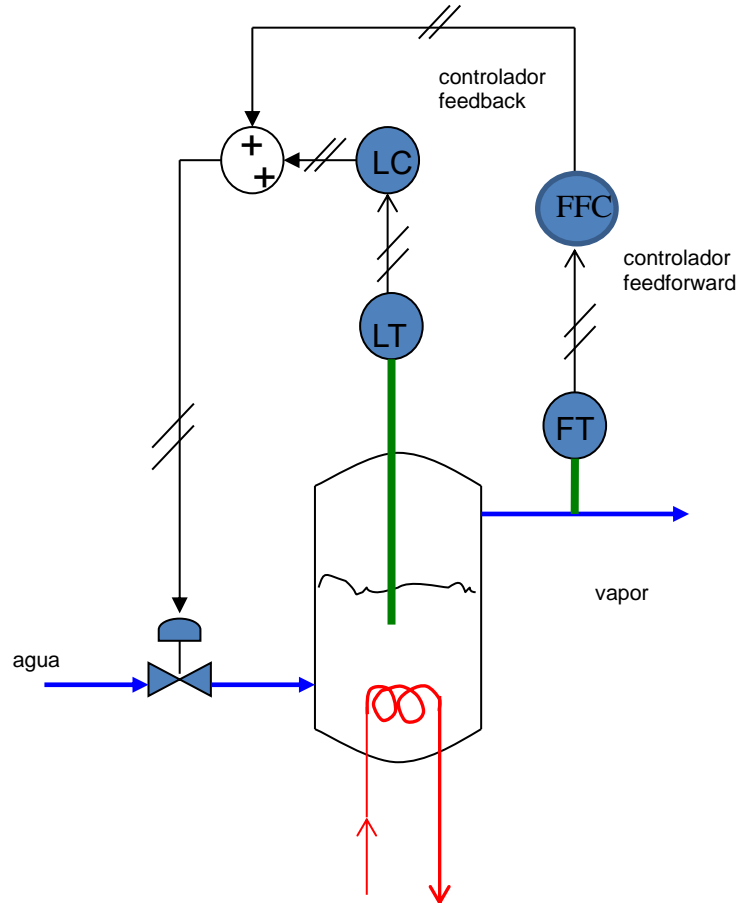 controlador
feedback
+
+
LC
FFC
controlador
feedforward
LT
FT
vapor
agua